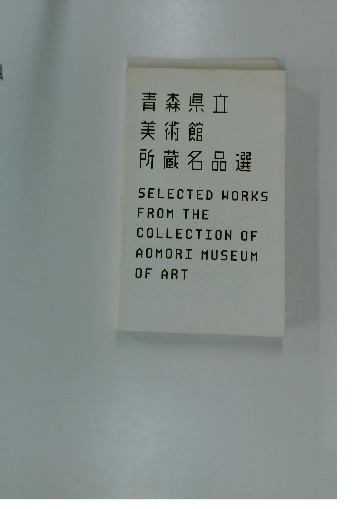 青森県立
美術館
所蔵名品選
SELECTED WORKS
FROM THE
COLLECTION OF
AOMORI MUSEUM
OF ART